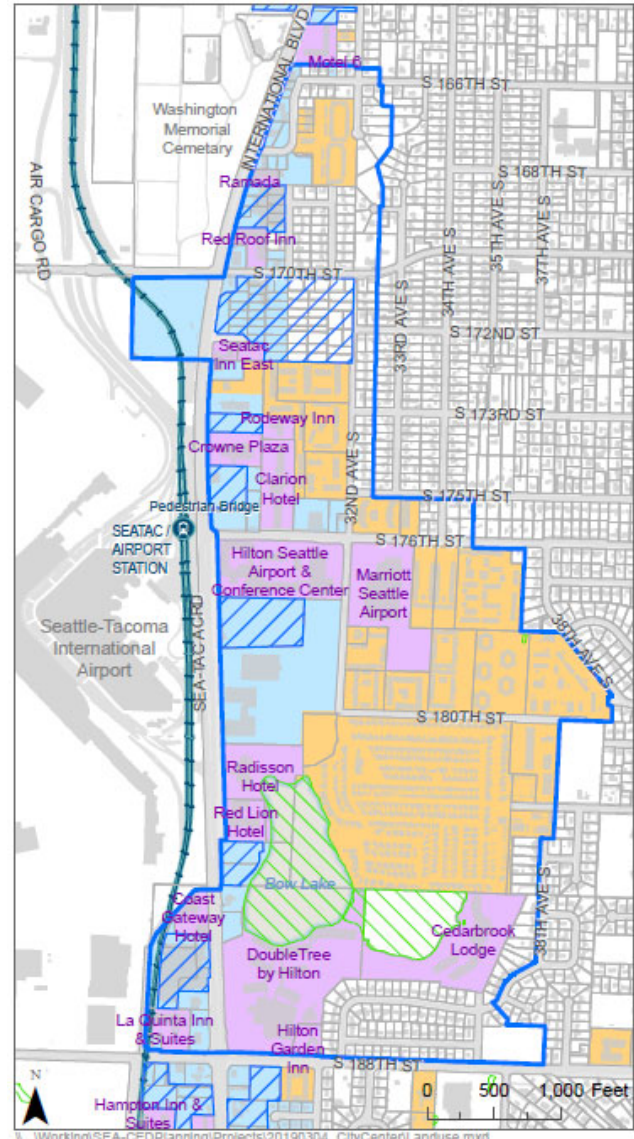 Motel 6
INTERNATIONAL BLVD
S 166TH ST
Washington
Memorial
Cemetary
AIR CARGO RD
S 168TH ST
Ramada
35TH AVE S
37TH AVE S
34TH AVE S
Red Roof Inn
S 170TH ST
33RD AVE S
S 172ND ST
Seatac
Inn East
S 173RD ST
Rodeway Inn
Crowne Plaza
32ND AVE S
Clarion
Hotel
S 175TH ST
Pedestrian Bridge
SEATAC /
AIRPORT
STATION
S 176TH ST
Hilton Seattle
Airport &
Conference Center
Marriott
Seattle
Airport
Seattle-Tacoma
International
Airport
38TH AVE S
SEA-TAC ACRD
S 180TH ST
Radisson
Hotel
Red Lion
Hotel
Bow Lake
Coast
Gateway
Hotel
38TH AVE S
Cedarbrook
Lodge
DoubleTree
by Hilton
La Quinta Inn
& Suites
Hilton
Garden
Inn
S 188TH ST
N
0 500 1,000 Feet
Hampton Inn &
Suites